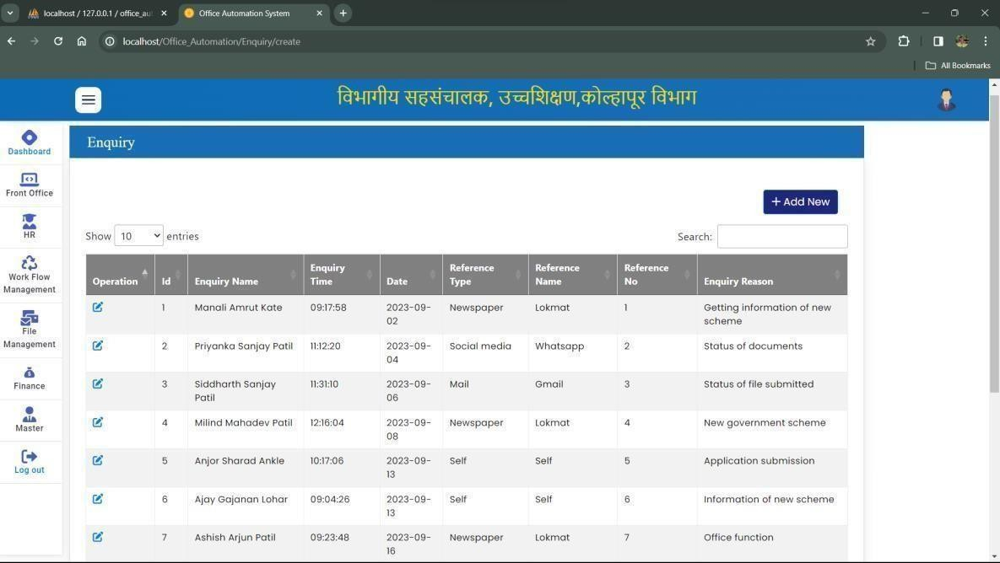 localhost / 127.0.0.1 / office_au
Office Automation System
localhost/Office_Automation/Enquiry/create
All Bookmarks
विभागीय सहसंचालक, उच्चशिक्षण,कोल्हापूर विभाग
Dashboard
Front Office
HR
Work Flow
Management
File
Management
Finance
Master
Log out
Enquiry
+ Add New
Show 10 entries
Search:
Operation Id Enquiry Name Enquiry Time Date Reference Type Reference Name Reference No Enquiry Reason
1 Manali Amrut Kate 09:17:58 2023-09-02 Newspaper Lokmat 1 Getting information of new scheme
2 Priyanka Sanjay Patil 11:12:20 2023-09-04 Social media Whatsapp 2 Status of documents
3 Siddharth Sanjay Patil 11:31:10 2023-09-06 Mail Gmail 3 Status of file submitted
4 Milind Mahadev Patil 12:16:04 2023-09-08 Newspaper Lokmat 4 New government scheme
5 Anjor Sharad Ankle 10:17:06 2023-09-13 Self Self 5 Application submission
6 Ajay Gajanan Lohar 09:04:26 2023-09-13 Self Self 6 Information of new scheme
7 Ashish Arjun Patil 09:23:48 2023-09-16 Newspaper Lokmat 7 Office function